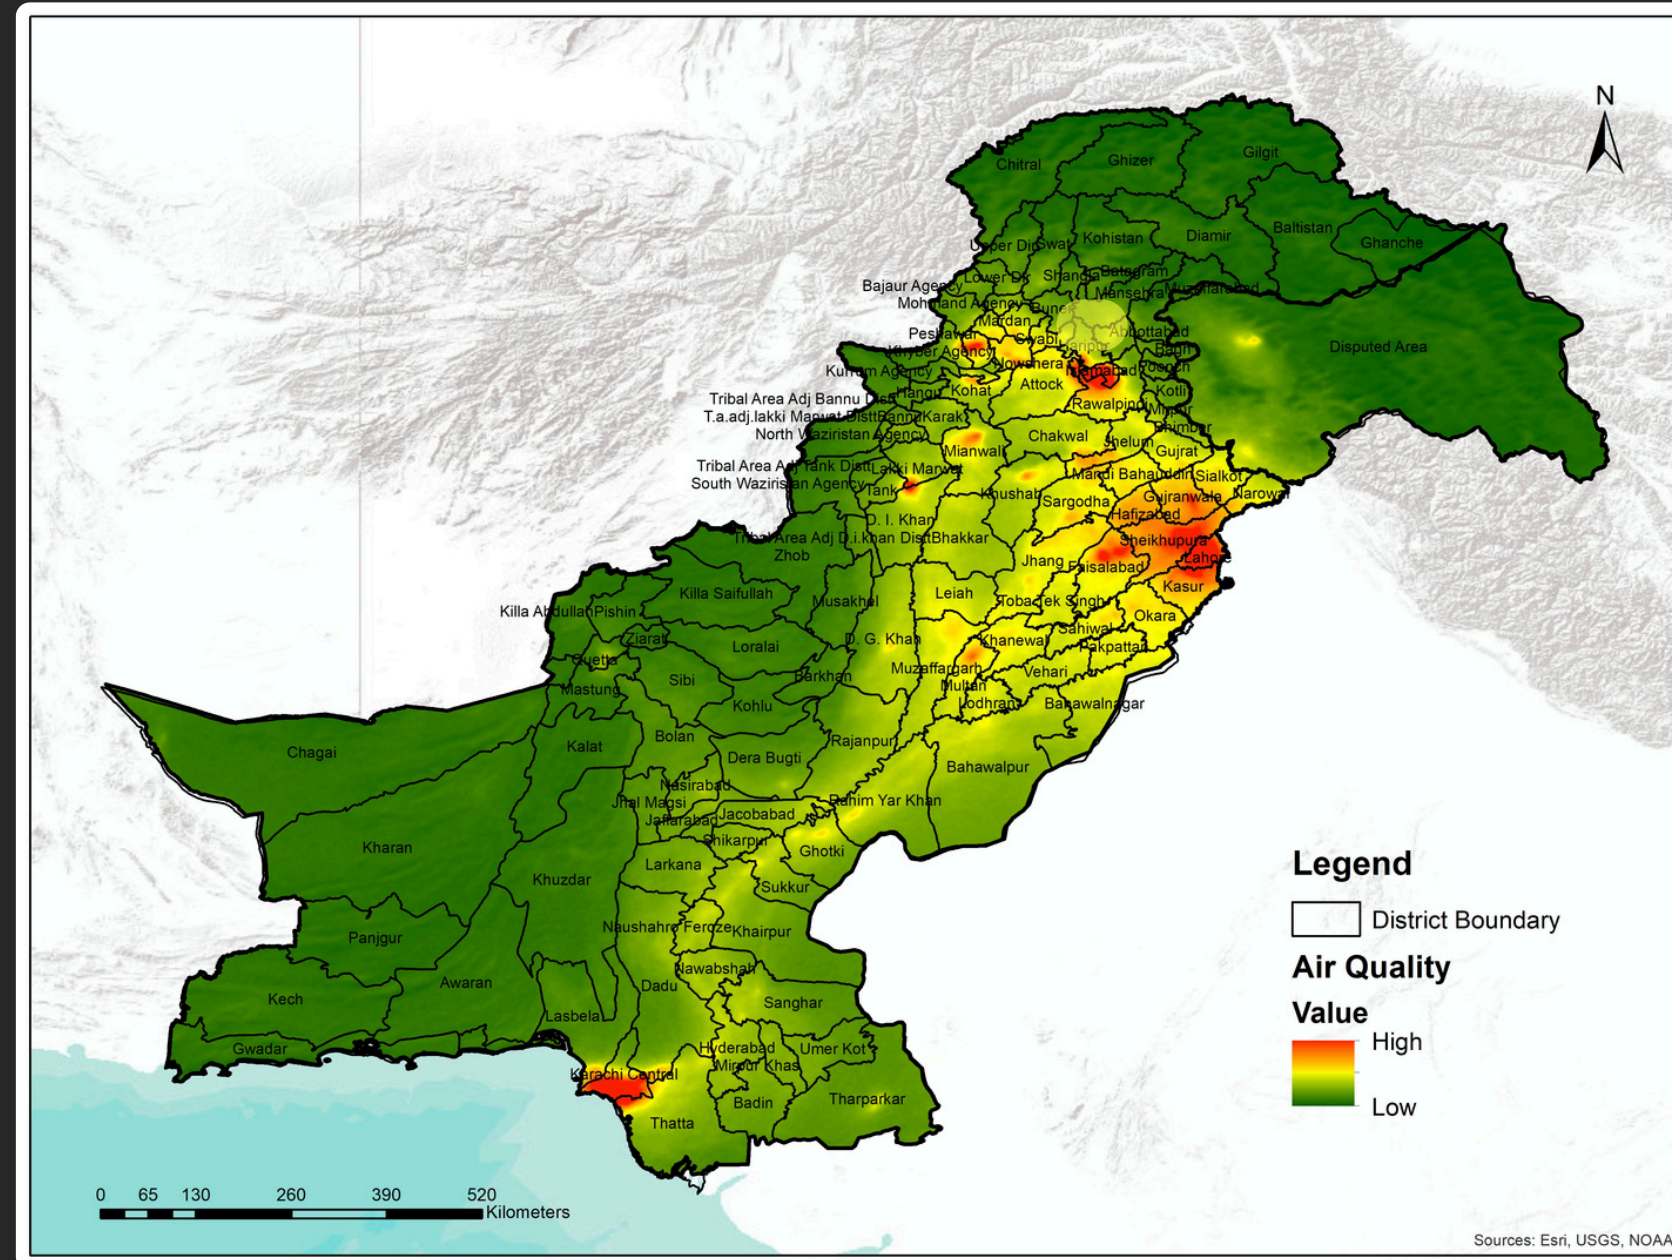 N
Chitral
Ghizer
Gilgit
Upper Dir
Swat
Kohistan
Diamir
Baltistan
Ghanche
Bajaur Agency
Lower Dir
Shangla
Batagram
Mansehra
Muzaffarabad
Mohmand Agency
Mardan
Peshawar
Swabi
Abbottabad
Bagh
Disputed Area
Khyber Agency
Nowshera
Islamabad
Poonch
Kurram Agency
Hangu
Kohat
Attock
Kotli
Tribal Area Adj Bannu Distt
Rawalpindi
Mirpur
T.a.adj.lakki Marwat Distt
Bannu
Karak
Bhimber
North Waziristan Agency
Mianwali
Chakwal
Jhelum
Gujrat
Tribal Area Adj Tank Distt
Lakki Marwat
Mandi Bahauddin
Sialkot
South Waziristan Agency
Tank
Khushab
Sargodha
Gujranwala
Narowal
Hafizabad
D. I. Khan
Tribal Area Adj D.i.khan Distt
Bhakkar
Sheikhupura
Zhob
Jhang
Faisalabad
Lahore
Killa Saifullah
Musakhel
Leiah
Toba Tek Singh
Kasur
Killa Abdullah
Pishin
Okara
Ziarat
Loralai
D. G. Khan
Khanewal
Sahiwal
Pakpattan
Quetta
Barkhan
Muzaffargarh
Vehari
Mastung
Sibi
Multan
Kohlu
Lodhran
Bahawalnagar
Chagai
Kalat
Bolan
Dera Bugti
Rajanpur
Bahawalpur
Nasirabad
Jhal Magsi
Jaffarabad
Jacobabad
Rahim Yar Khan
Kharan
Shikarpur
Ghotki
Larkana
Khuzdar
Sukkur
Panjgur
Naushahro Feroze
Khairpur
Nawabshah
Kech
Awaran
Dadu
Sanghar
Lasbela
Gwadar
Hyderabad
Umer Kot
Mirpur Khas
Karachi Central
Badin
Tharparkar
Thatta
Legend
District Boundary
Air Quality
Value
High
Low
0 65 130 260 390 520
Kilometers
Sources: Esri, USGS, NOAA